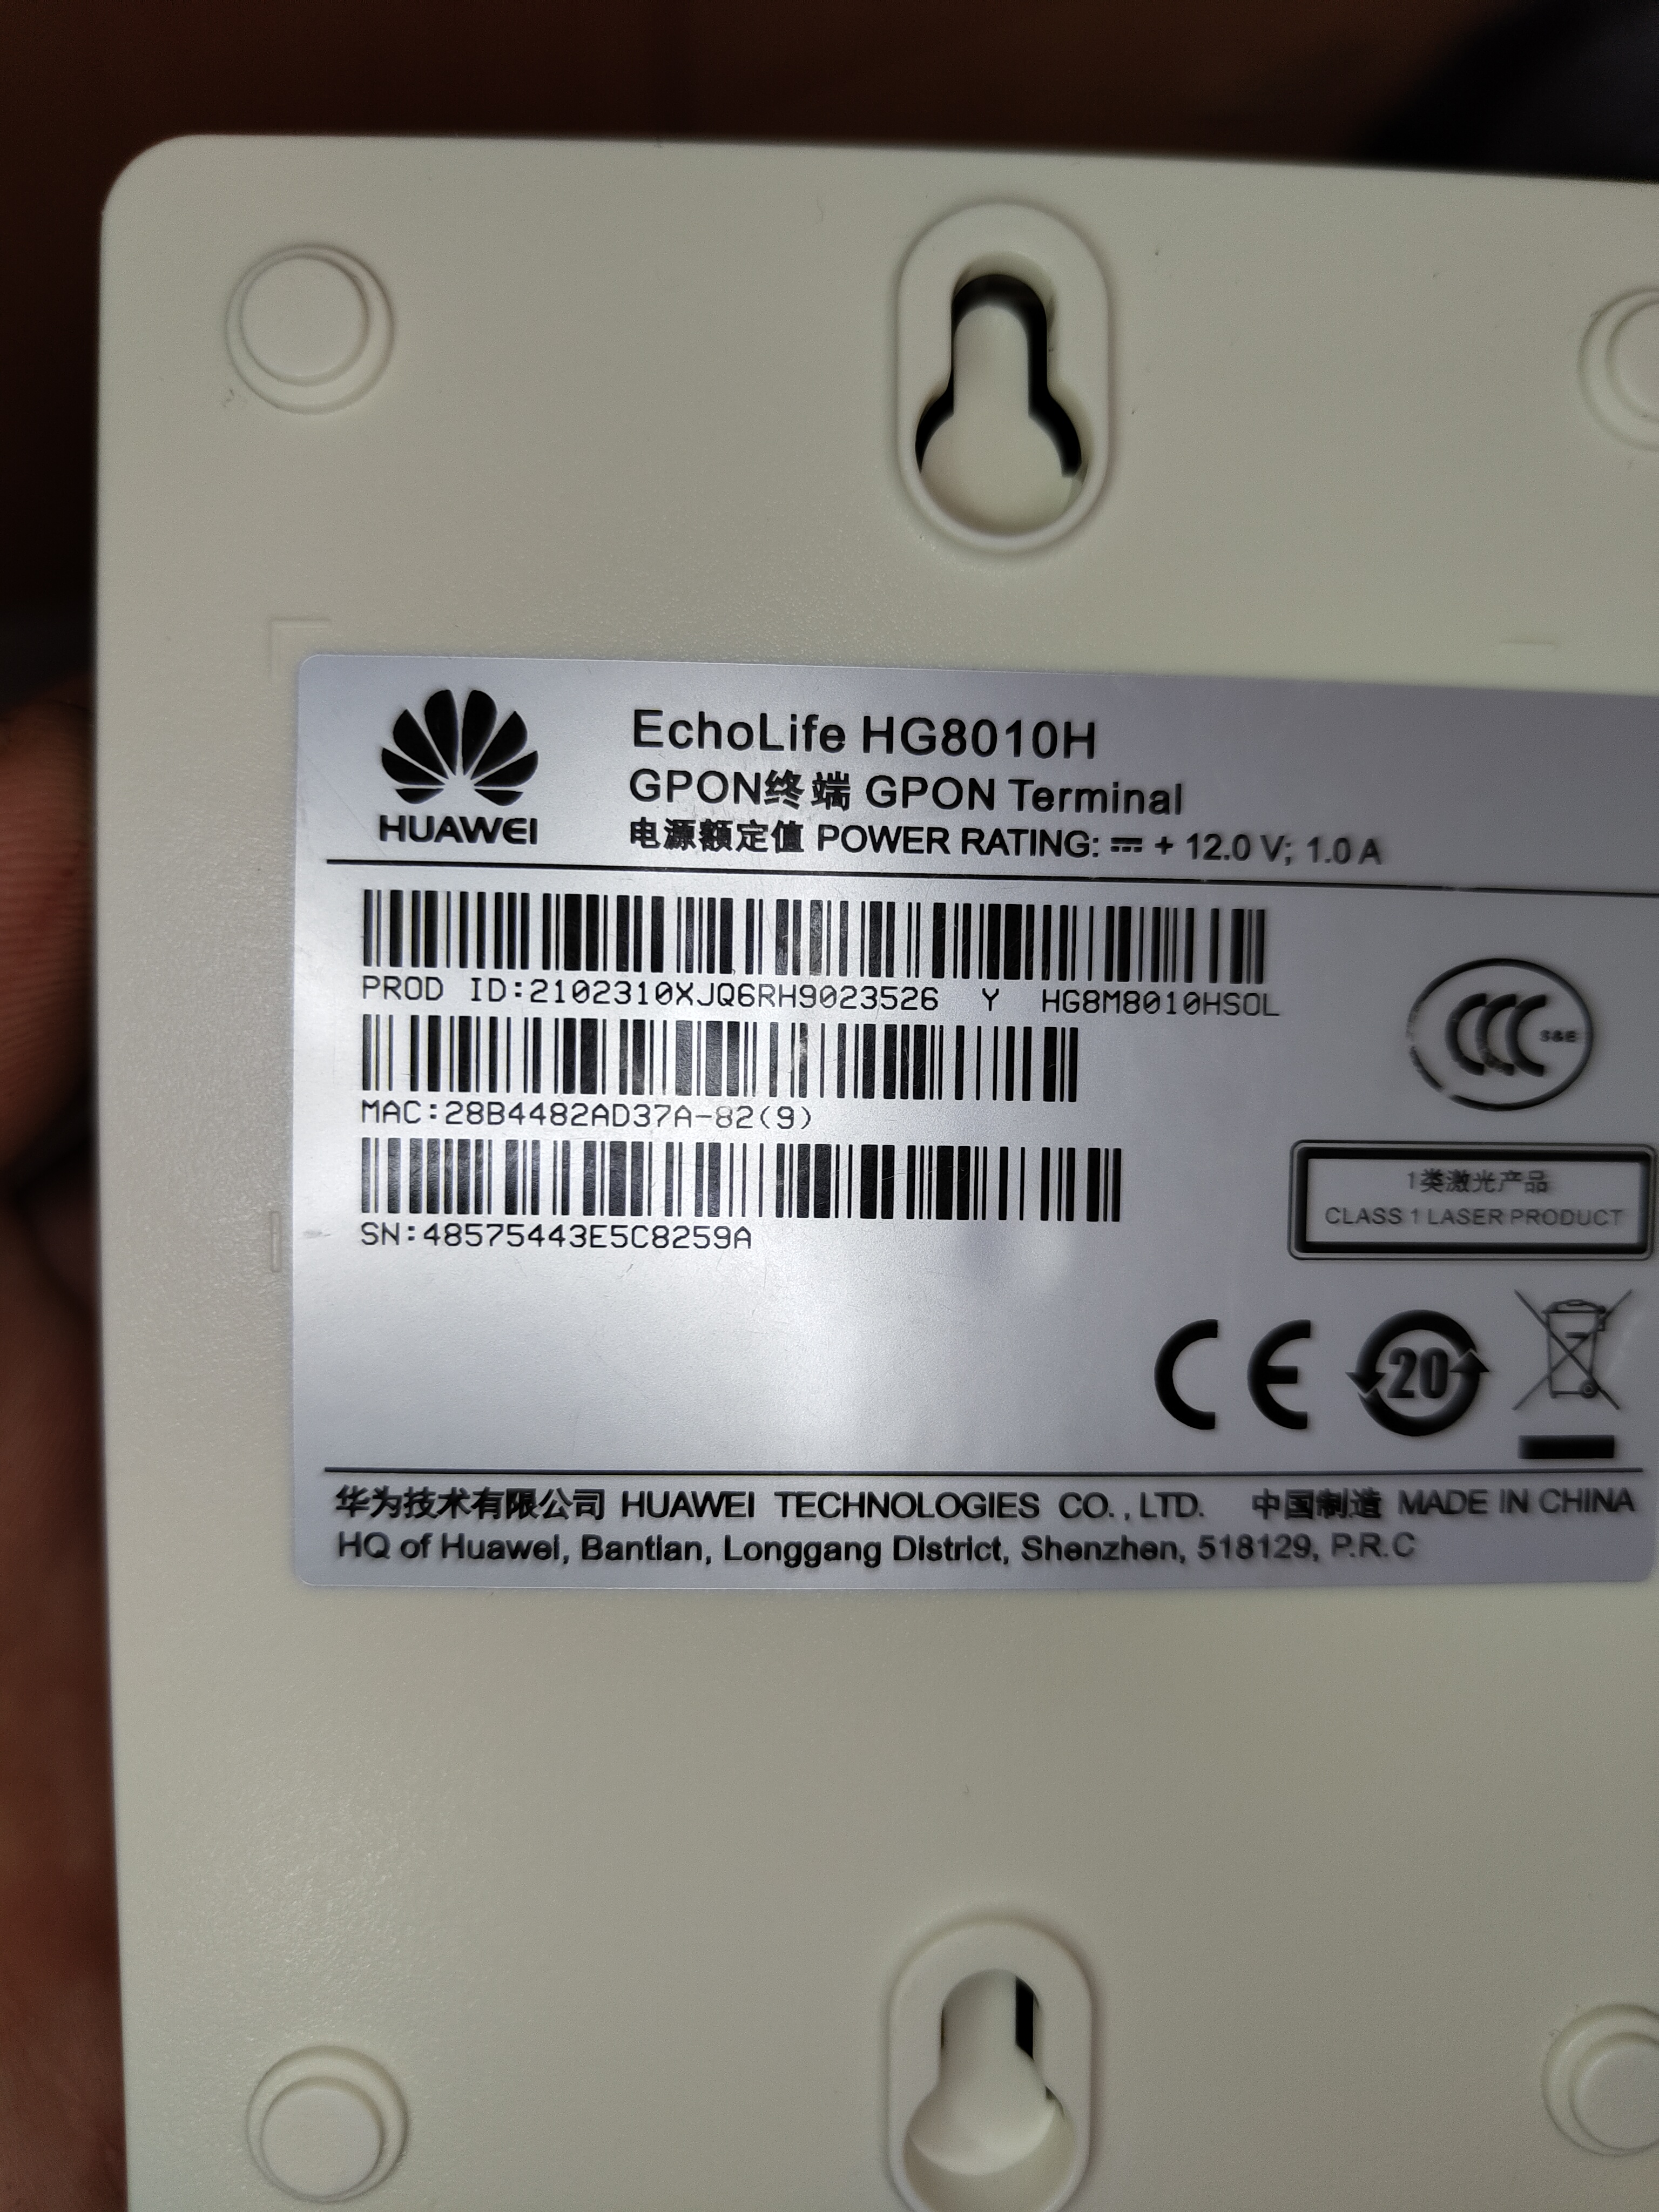 HUAWEI
EchoLife HG8010H
GPON终端 GPON Terminal
电源额定值 POWER RATING: ⎓ + 12.0 V; 1.0 A
PROD ID:2102310XJQ6RH9023526 Y HG8M8010HSOL
MAC:28B4482AD37A-82(9)
SN:48575443E5C8259A
CCC S&E
1类激光产品
CLASS 1 LASER PRODUCT
CE 20
华为技术有限公司 HUAWEI TECHNOLOGIES CO., LTD. 中国制造 MADE IN CHINA
HQ of Huawei, Bantian, Longgang District, Shenzhen, 518129, P.R.C